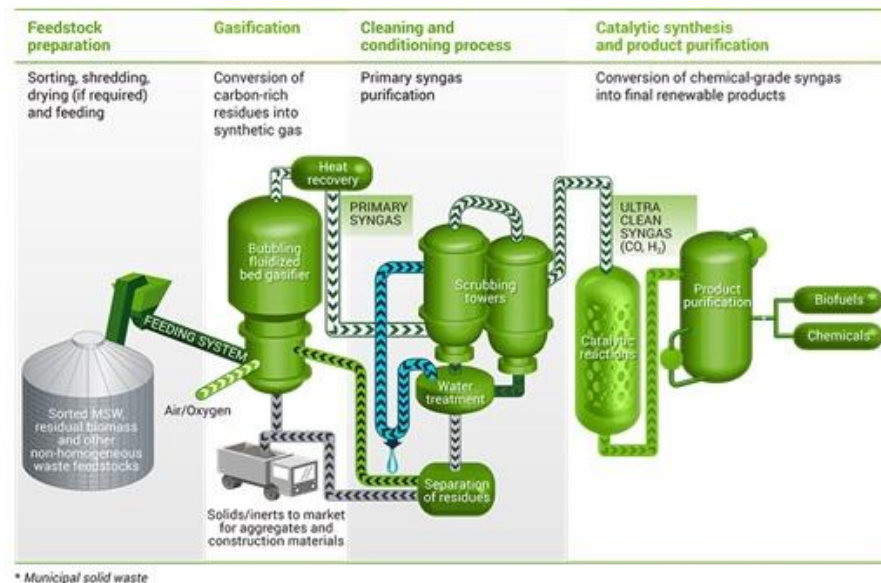 Feedstock
preparation
Sorting, shredding,
drying (if required)
and feeding
Gasification
Conversion of
carbon-rich
residues into
synthetic gas
Cleaning and
conditioning process
Primary syngas
purification
Catalytic synthesis
and product purification
Conversion of chemical-grade syngas
into final renewable products
Heat
recovery
PRIMARY
SYNGAS
Bubbling
fluidized
bed gasifier
FEEDING SYSTEM
Air/Oxygen
Sorted MSW,
residual biomass
and other
non-homogeneous
waste feedstocks
Solids/inerts to market
for aggregates and
construction materials
Scrubbing
towers
Water
treatment
Separation
of residues
ULTRA
CLEAN
SYNGAS
(CO, H₂)
Catalytic
reactions
Product
purification
Biofuels
Chemicals
* Municipal solid waste